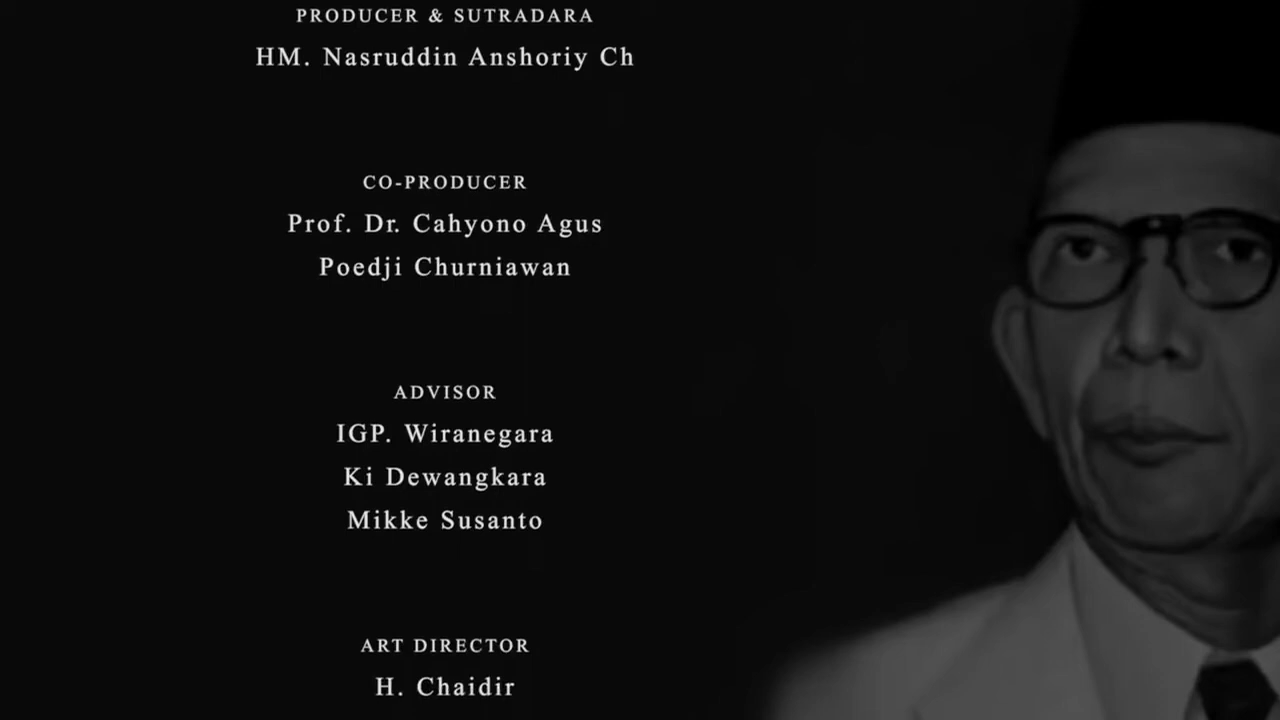 PRODUCER & SUTRADARA
HM. Nasruddin Anshoriy Ch
CO-PRODUCER
Prof. Dr. Cahyono Agus
Poedji Churniawan
ADVISOR
IGP. Wiranegara
Ki Dewangkara
Mikke Susanto
ART DIRECTOR
H. Chaidir